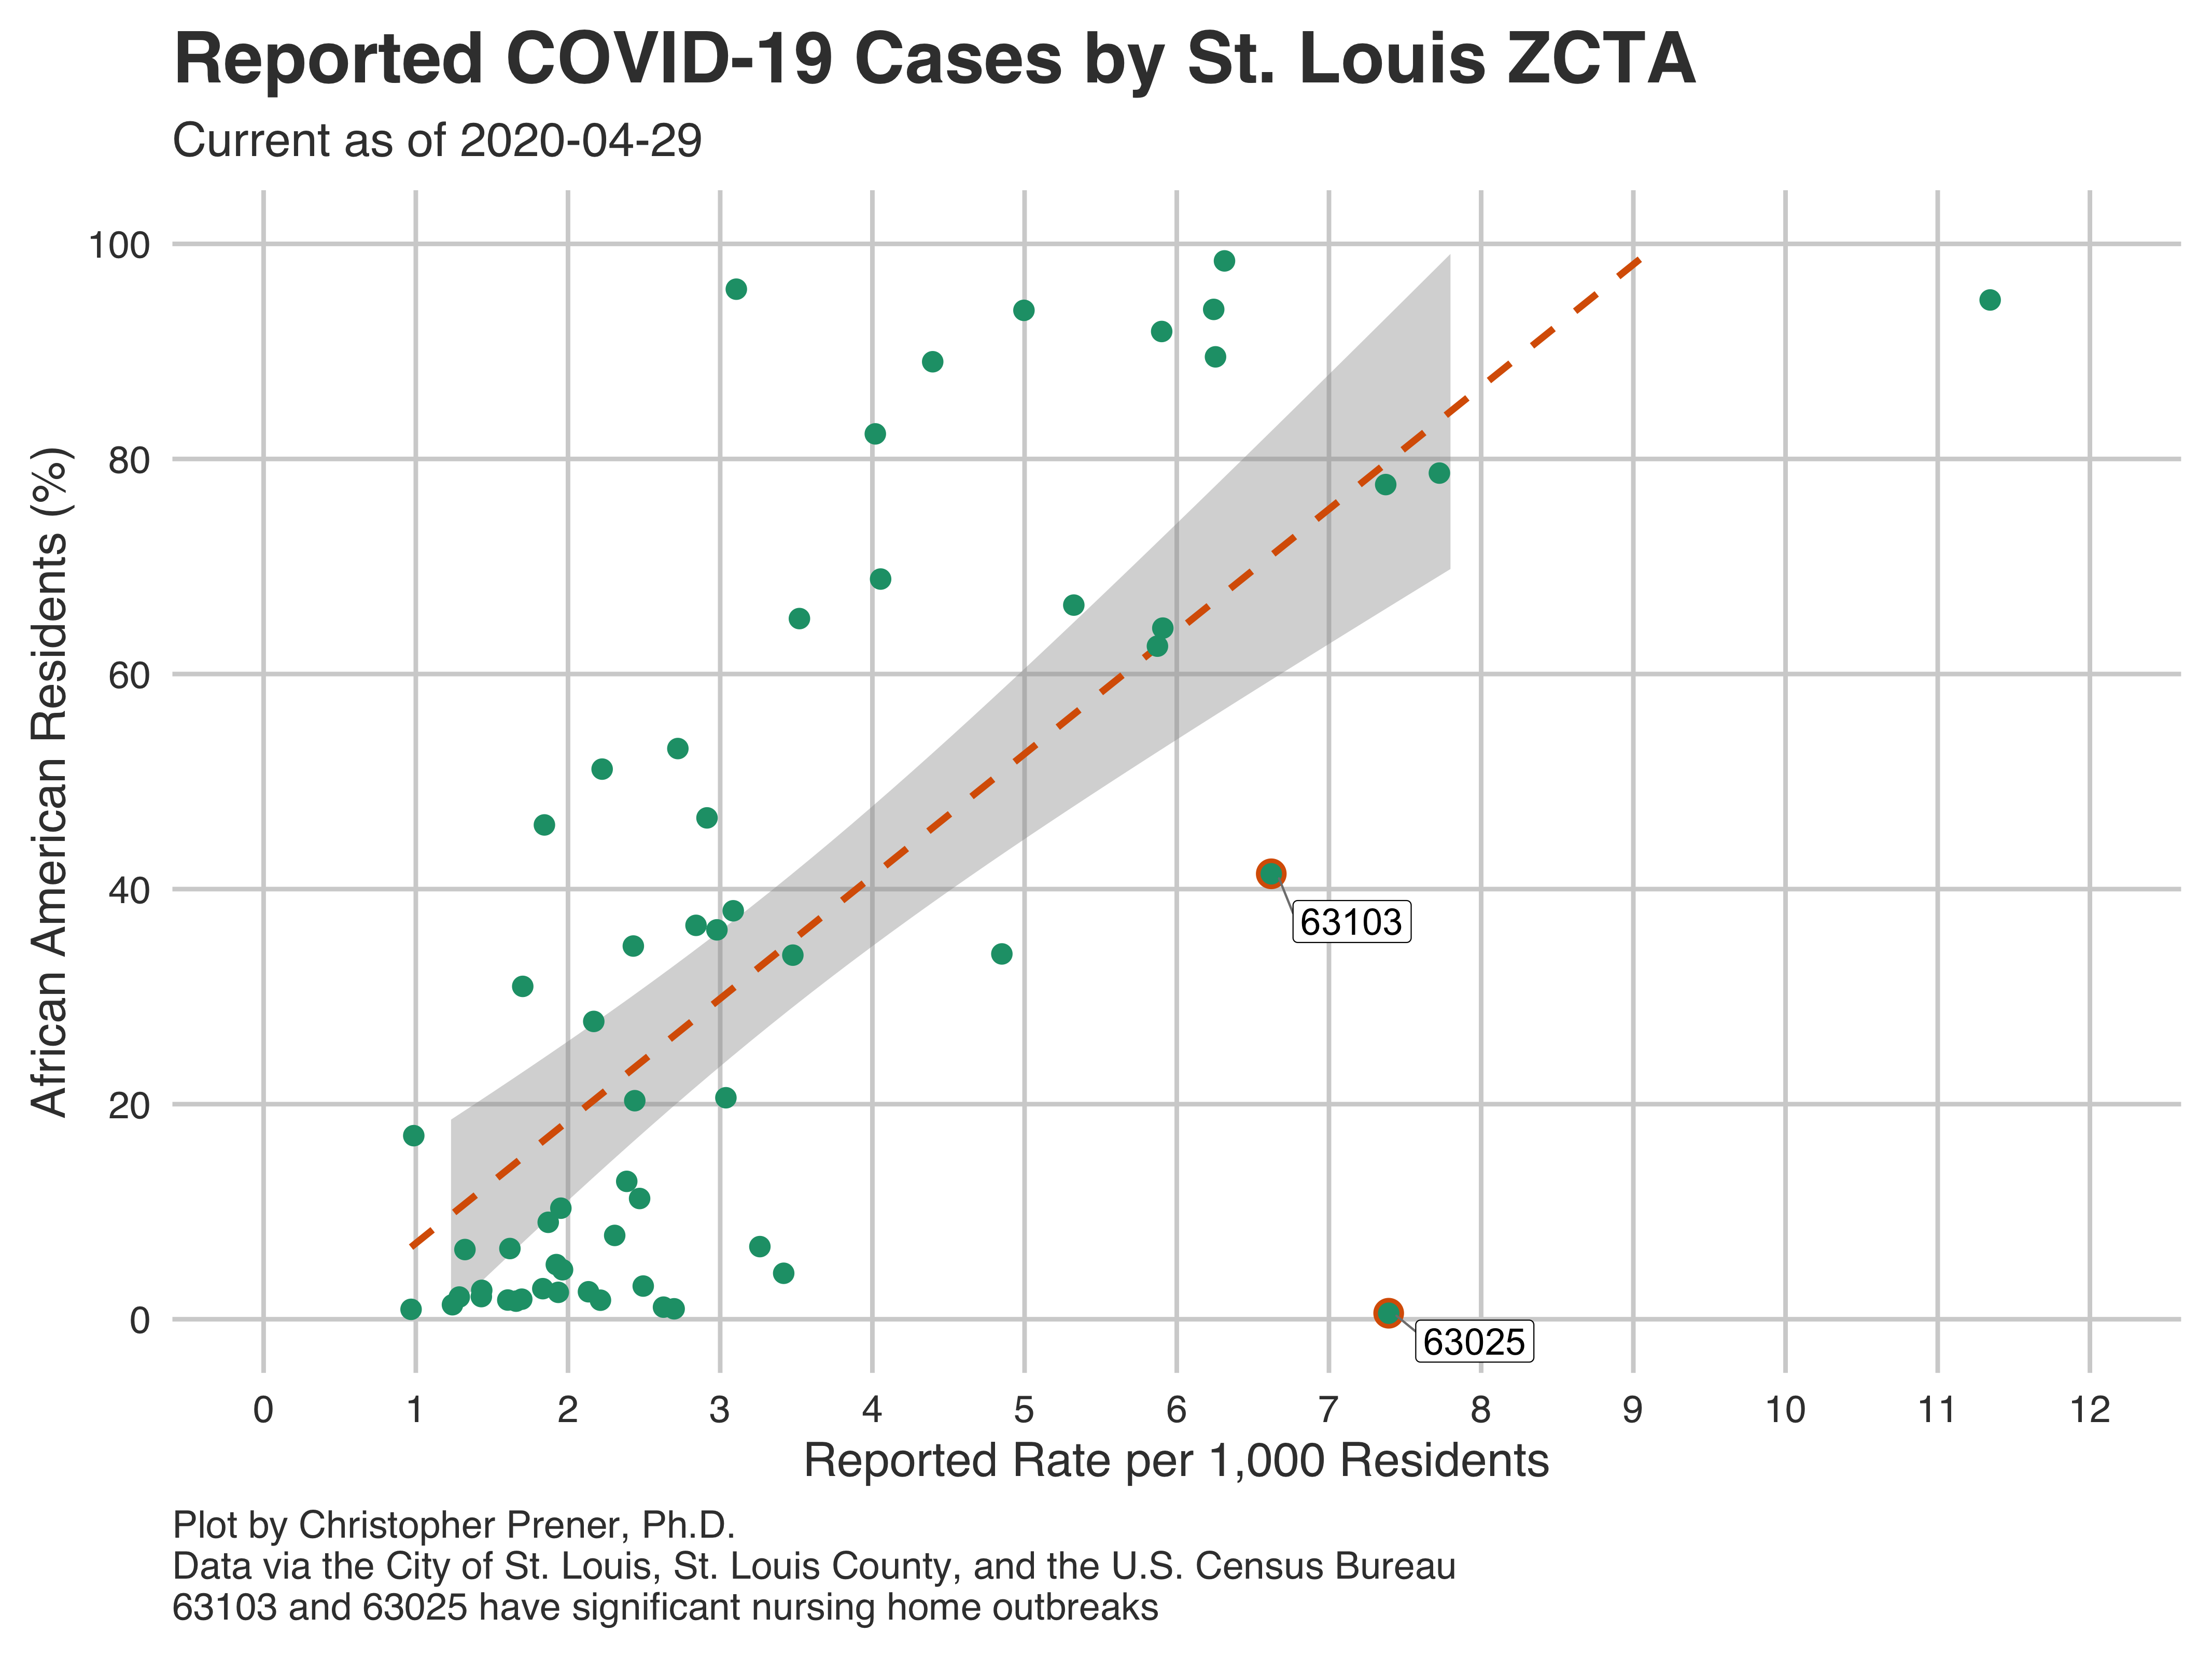 Reported COVID-19 Cases by St. Louis ZCTA
Current as of 2020-04-29
African American Residents (%)
100
80
60
40
20
0
63103
63025
0 1 2 3 4 5 6 7 8 9 10 11 12
Reported Rate per 1,000 Residents
Plot by Christopher Prener, Ph.D.
Data via the City of St. Louis, St. Louis County, and the U.S. Census Bureau
63103 and 63025 have significant nursing home outbreaks